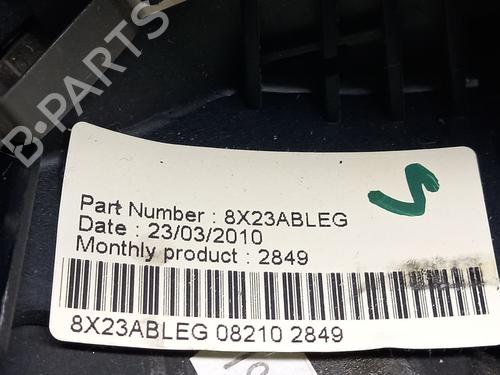 B-PARTS
Part Number : 8X23ABLEG
Date : 23/03/2010
Monthly product : 2849
8X23ABLEG 08210 2849